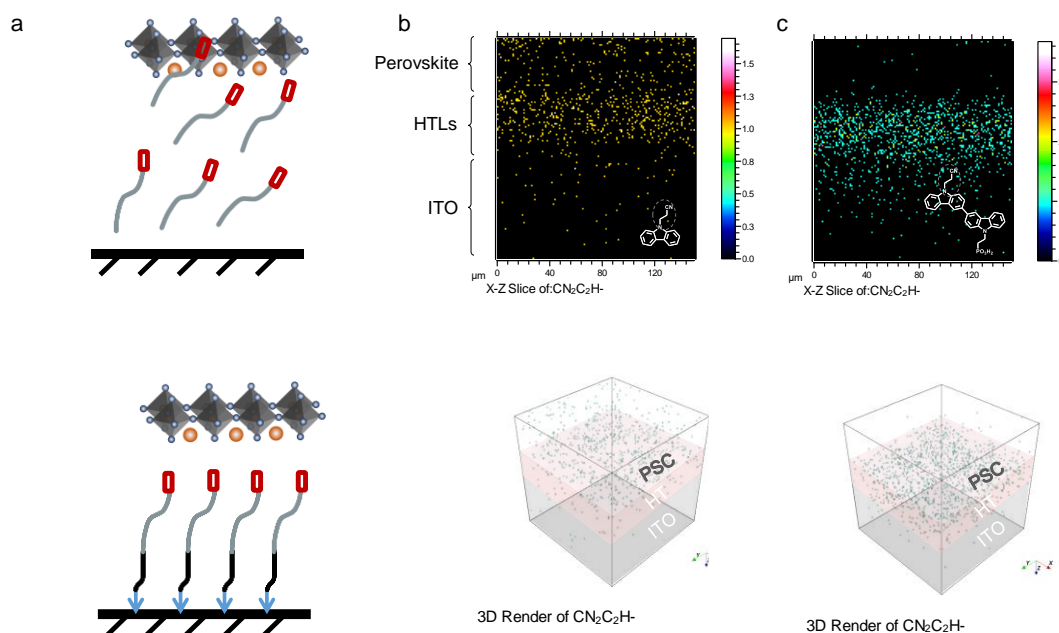 a
b
c
Perovskite
HTLs
ITO
1.5
1.3
1.0
0.8
0.5
0.3
0.0
CN
N
µm
0
40
80
120
X-Z Slice of:CN₂C₂H-
CN
N
N
PO₃H₂
0
40
80
120
µm
X-Z Slice of:CN₂C₂H-
PSC
HT
ITO
Y
3D Render of CN₂C₂H-
PSC
HT
ITO
Y
Z
X
3D Render of CN₂C₂H-